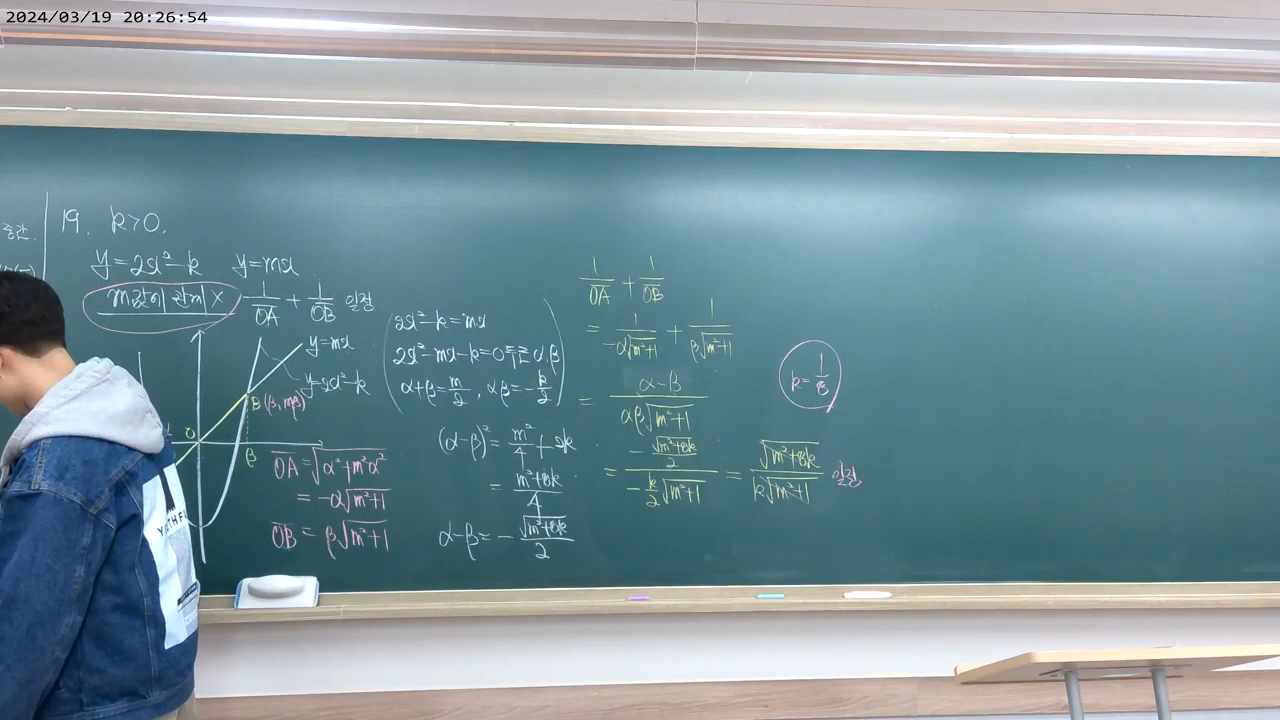 2024/03/19 20:26:54
중간.
19. k>0.
y=2x²-k y=mx
m값에 관계X 1/OA + 1/OB 일정
y=mx
y=2x²-k
B(β, mβ)
O
β
OA=√(α²+m²α²)
=-α√(m²+1)
OB=β√(m²+1)
2x²-k=mx
2x²-mx-k=0 두근 α, β
α+β=m/2, αβ=-k/2
(α-β)²=m²/4+2k
=(m²+8k)/4
α-β=-√(m²+8k)/2
1/OA + 1/OB
=1/(-α√(m²+1)) + 1/(β√(m²+1))
=(α-β)/(αβ√(m²+1))
=(-√(m²+8k)/2)/(-k/2√(m²+1)) = √(m²+8k)/(k√(m²+1)) 일정
k=1/8